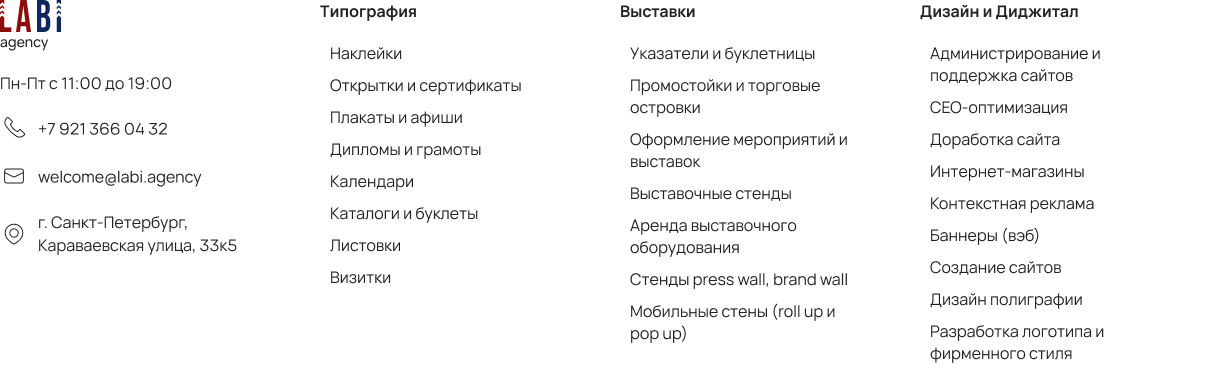 LABI
agency
Пн-Пт с 11:00 до 19:00
+7 921 366 04 32
welcome@labi.agency
г. Санкт-Петербург,
Караваевская улица, 33к5
Типография
Наклейки
Открытки и сертификаты
Плакаты и афиши
Дипломы и грамоты
Календари
Каталоги и буклеты
Листовки
Визитки
Выставки
Указатели и буклетницы
Промостойки и торговые
островки
Оформление мероприятий и
выставок
Выставочные стенды
Аренда выставочного
оборудования
Стенды press wall, brand wall
Мобильные стены (roll up и
pop up)
Дизайн и Диджитал
Администрирование и
поддержка сайтов
СЕО-оптимизация
Доработка сайта
Интернет-магазины
Контекстная реклама
Баннеры (вэб)
Создание сайтов
Дизайн полиграфии
Разработка логотипа и
фирменного стиля